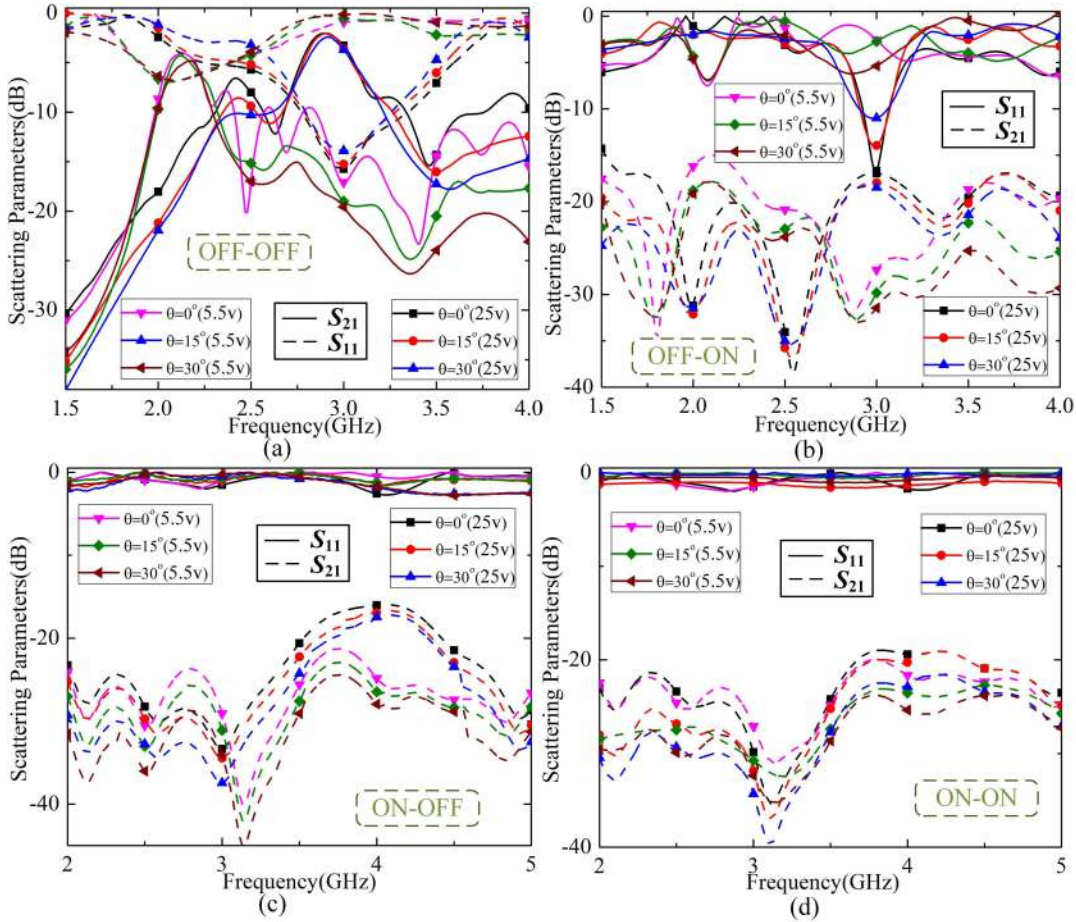 Scattering Parameters(dB)
0
-10
-20
-30
OFF-OFF
θ=0°(5.5v)
θ=15°(5.5v)
θ=30°(5.5v)
S21
S11
θ=0°(25v)
θ=15°(25v)
θ=30°(25v)
1.5 2.0 2.5 3.0 3.5 4.0
Frequency(GHz)
(a)
Scattering Parameters(dB)
0
-10
-20
-30
-40
θ=0°(5.5v)
θ=15°(5.5v)
θ=30°(5.5v)
S11
S21
OFF-ON
θ=0°(25v)
θ=15°(25v)
θ=30°(25v)
1.5 2.0 2.5 3.0 3.5 4.0
Frequency(GHz)
(b)
Scattering Parameters(dB)
0
-20
-40
θ=0°(5.5v)
θ=15°(5.5v)
θ=30°(5.5v)
S11
S21
θ=0°(25v)
θ=15°(25v)
θ=30°(25v)
ON-OFF
2 3 4 5
Frequency(GHz)
(c)
Scattering Parameters(dB)
0
-20
-40
θ=0°(5.5v)
θ=15°(5.5v)
θ=30°(5.5v)
S11
S21
θ=0°(25v)
θ=15°(25v)
θ=30°(25v)
ON-ON
2 3 4 5
Frequency(GHz)
(d)